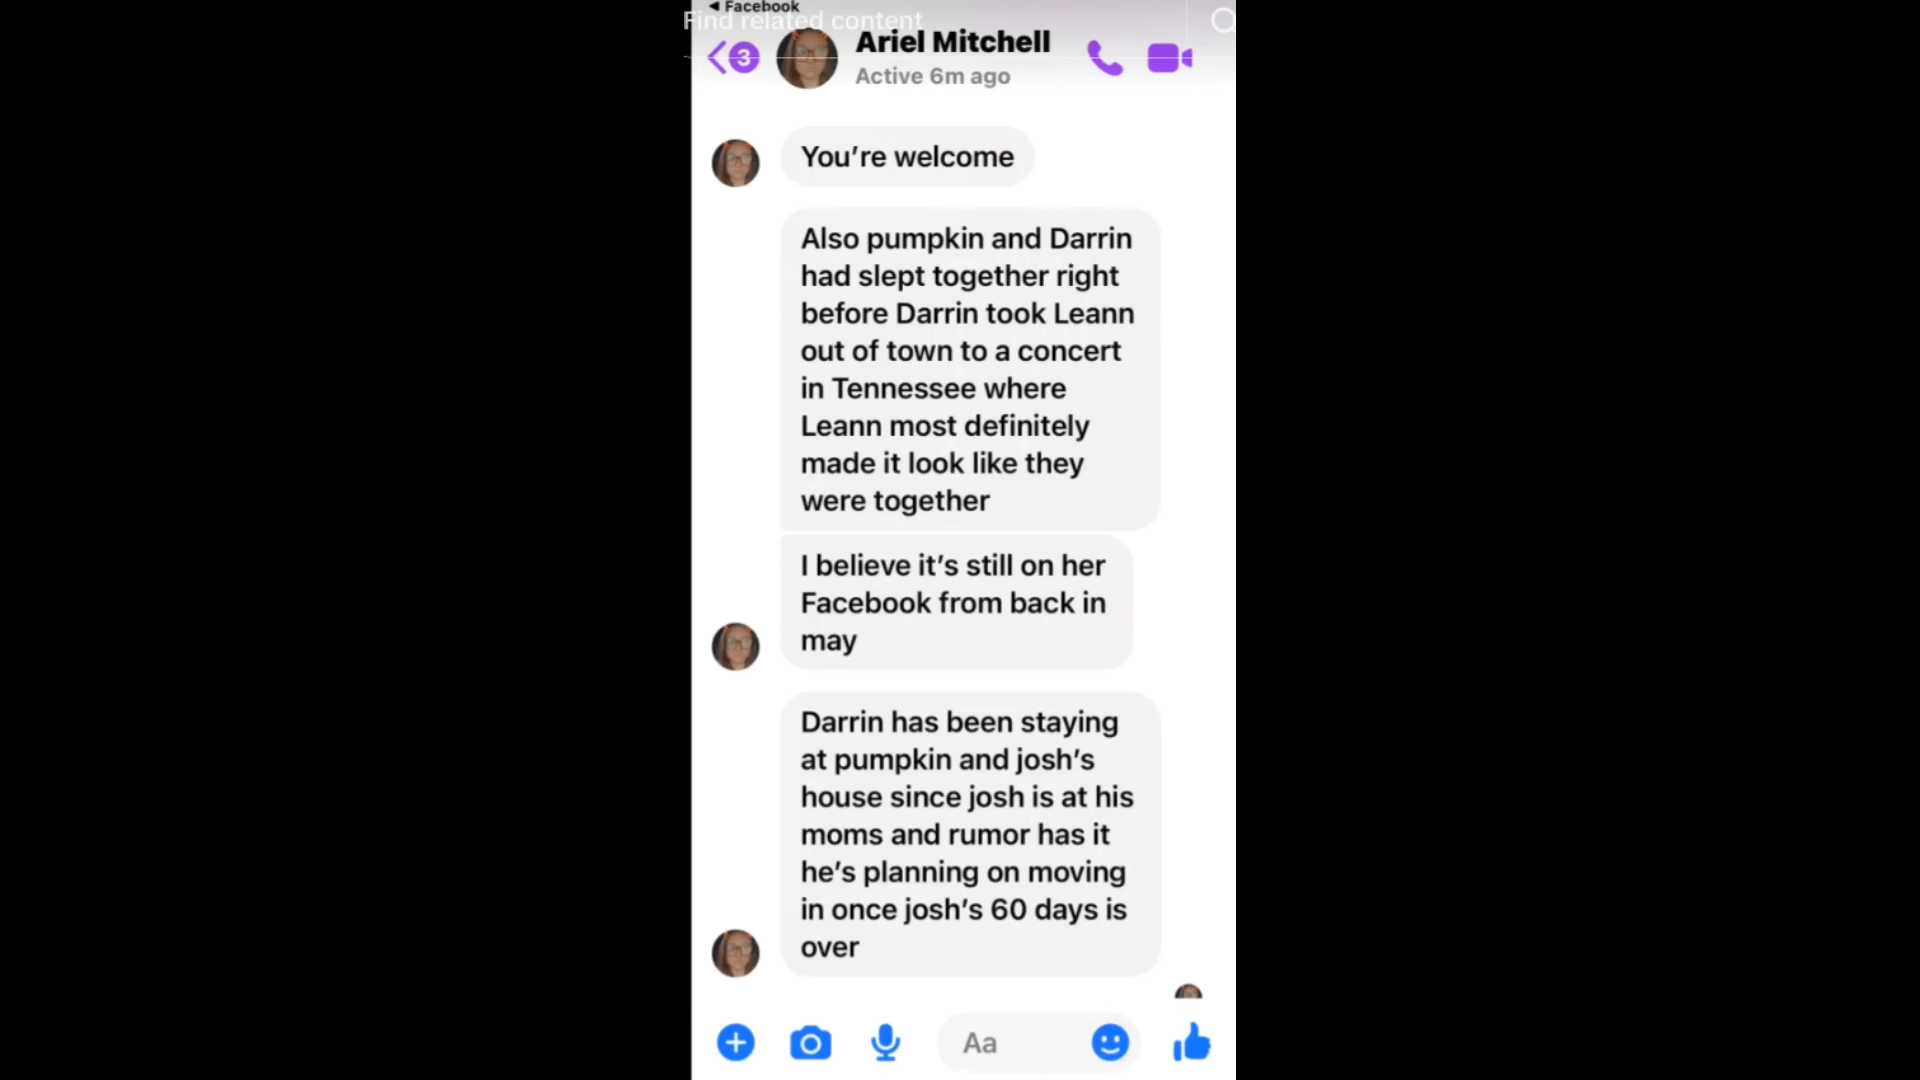 Facebook
Find related content
3
Ariel Mitchell
Active 6m ago
You’re welcome
Also pumpkin and Darrin
had slept together right
before Darrin took Leann
out of town to a concert
in Tennessee where
Leann most definitely
made it look like they
were together
I believe it’s still on her
Facebook from back in
may
Darrin has been staying
at pumpkin and josh’s
house since josh is at his
moms and rumor has it
he’s planning on moving
in once josh’s 60 days is
over
Aa